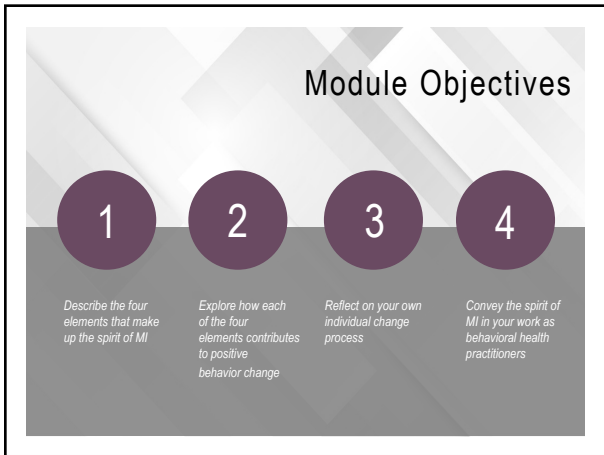 Module Objectives
1
2
3
4
Describe the four
elements that make
up the spirit of MI
Explore how each
of the four
elements contributes
to positive
behavior change
Reflect on your own
individual change
process
Convey the spirit of
MI in your work as
behavioral health
practitioners